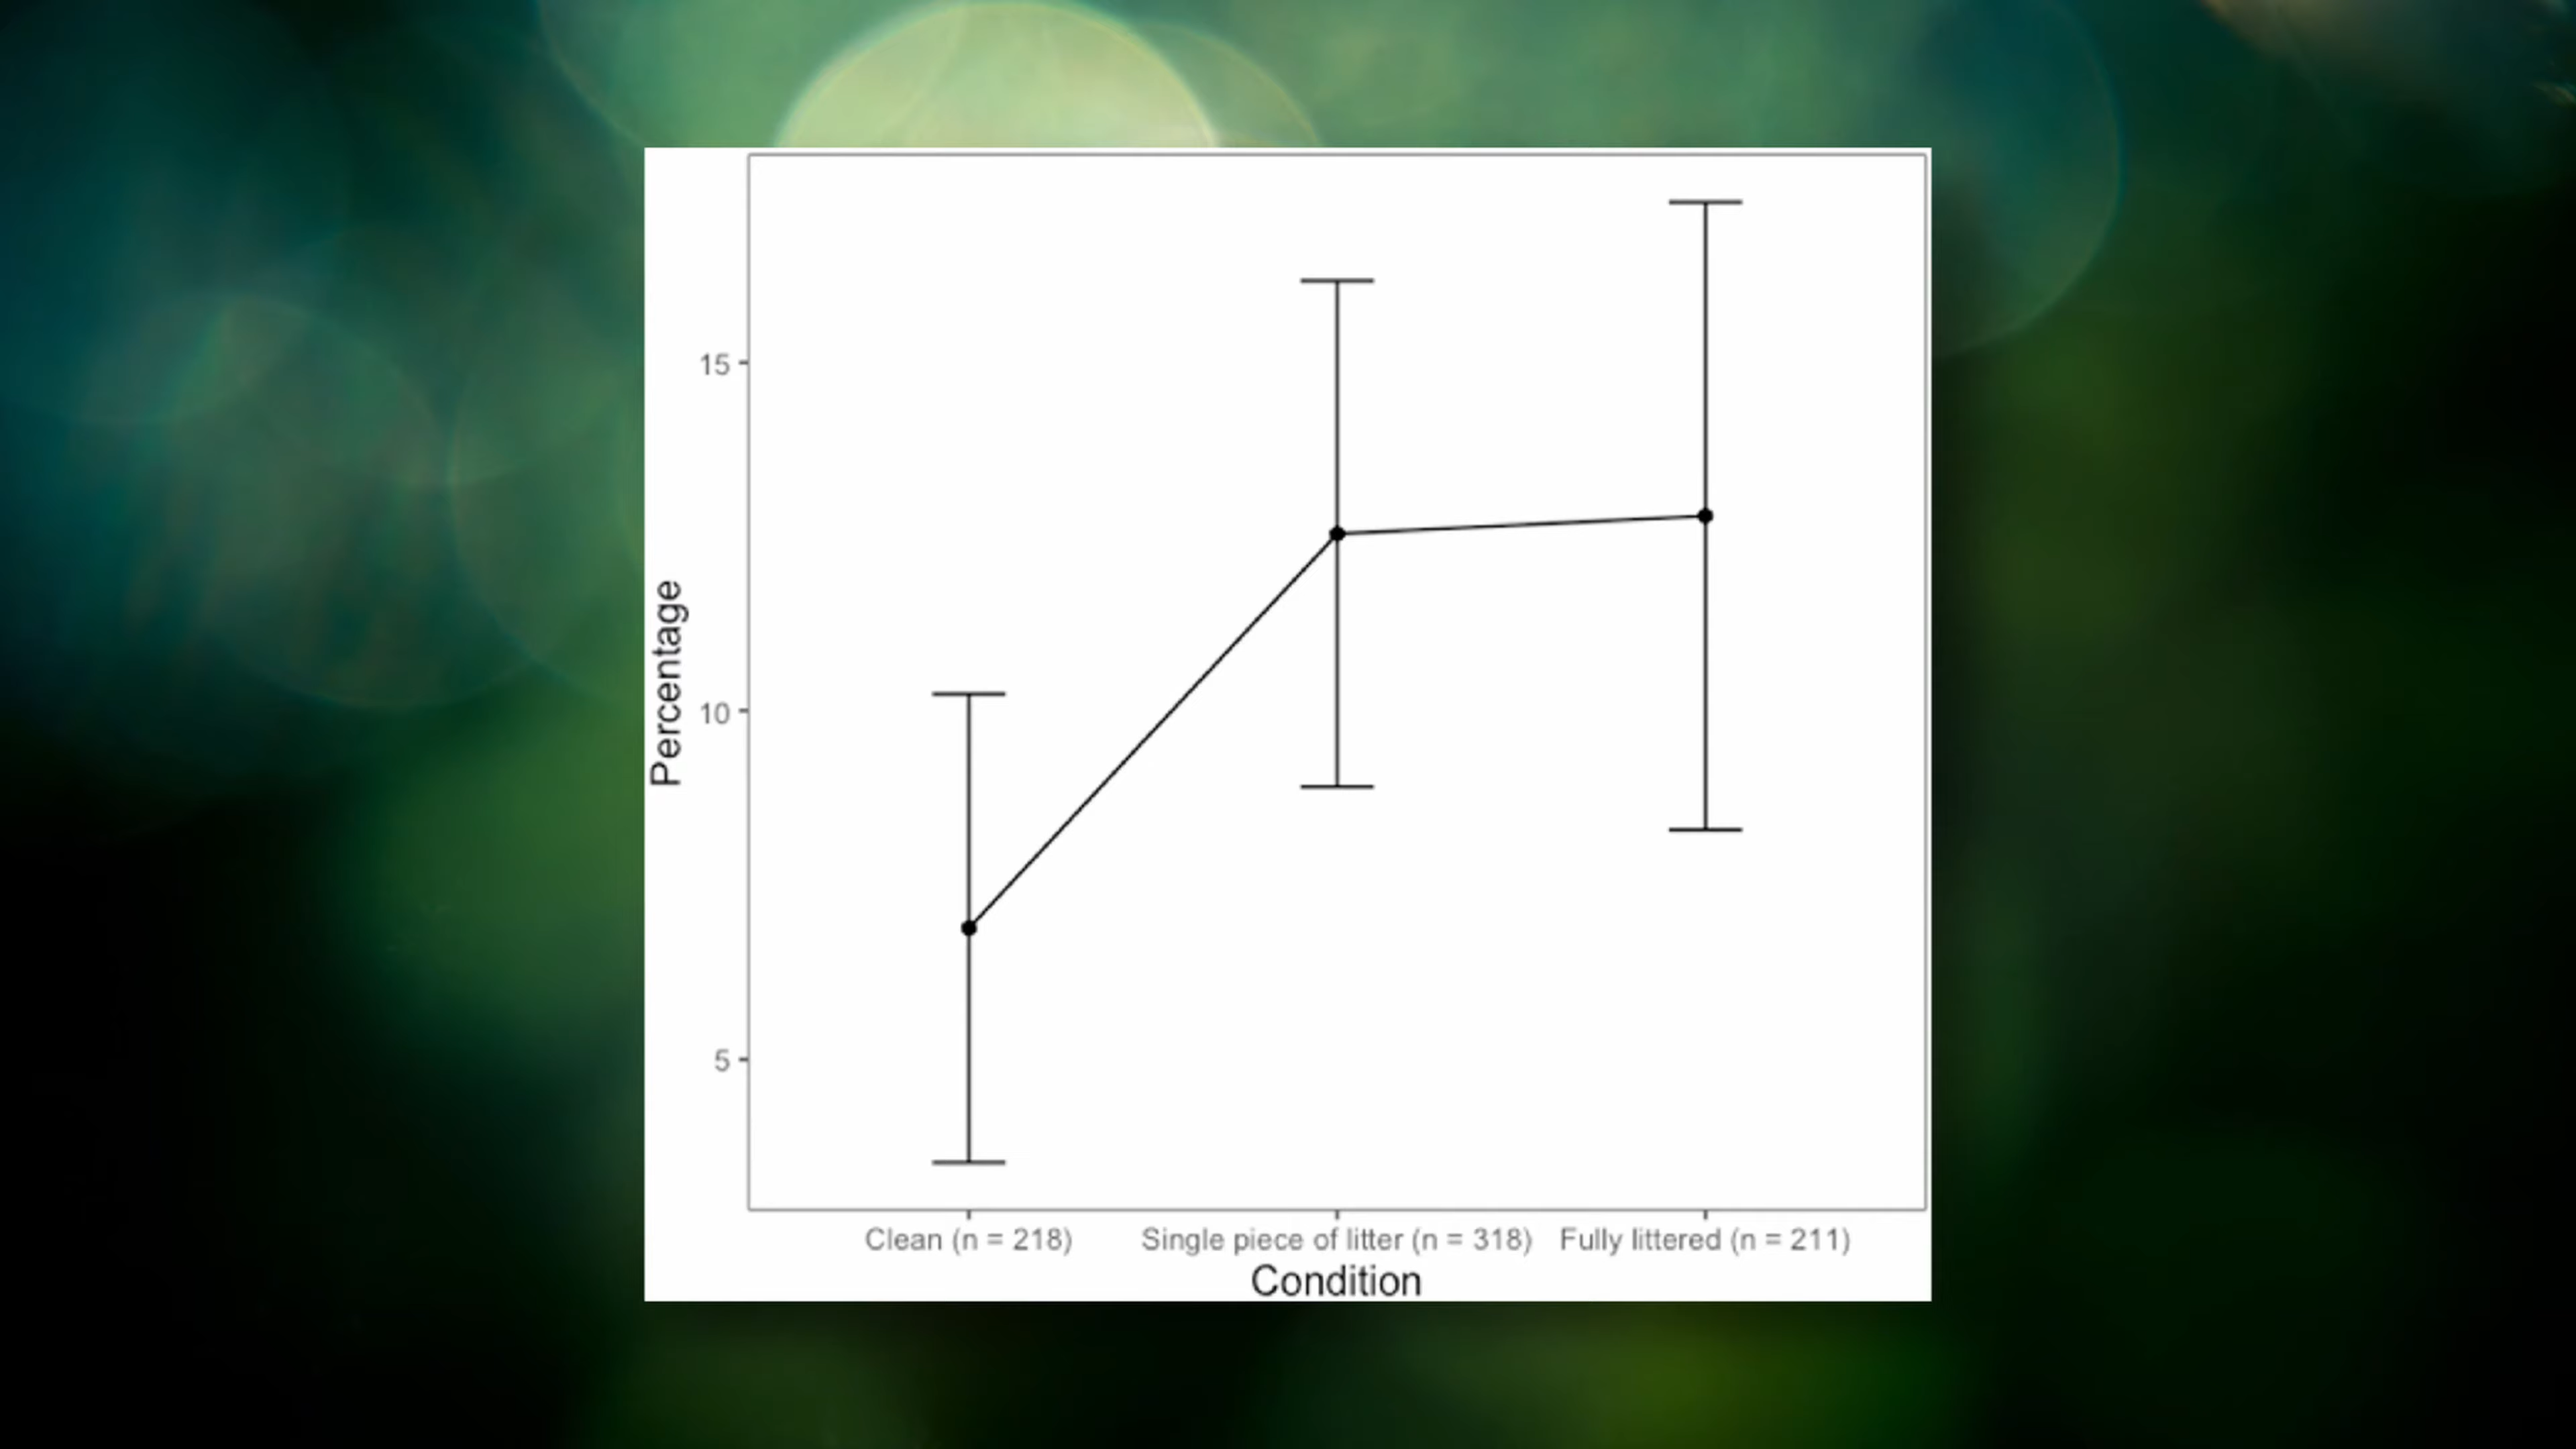 15
10
5
Percentage
Clean (n = 218)
Single piece of litter (n = 318)
Fully littered (n = 211)
Condition